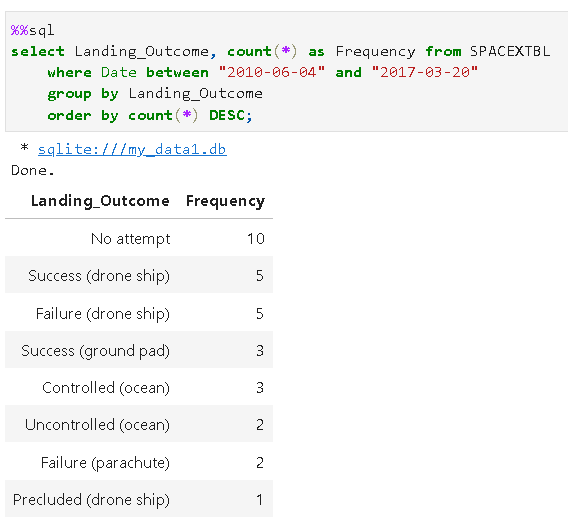 %%sql
select Landing_Outcome, count(*) as Frequency from SPACEXTBL
    where Date between "2010-06-04" and "2017-03-20"
    group by Landing_Outcome
    order by count(*) DESC;
* sqlite:///my_data1.db
Done.
Landing_Outcome Frequency
No attempt 10
Success (drone ship) 5
Failure (drone ship) 5
Success (ground pad) 3
Controlled (ocean) 3
Uncontrolled (ocean) 2
Failure (parachute) 2
Precluded (drone ship) 1